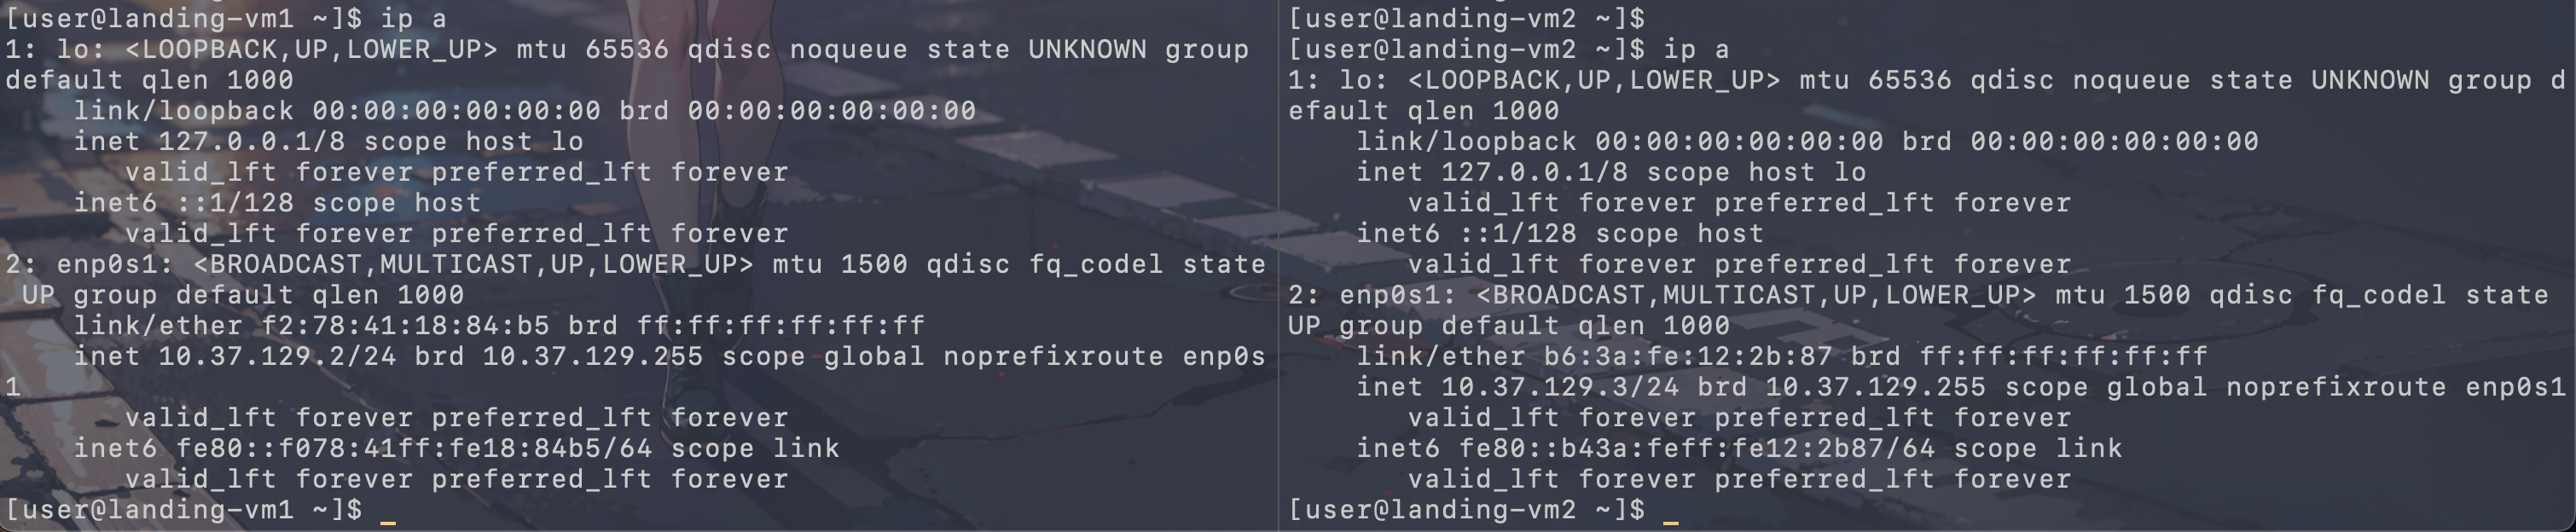 [user@landing-vm1 ~]$ ip a
1: lo: <LOOPBACK,UP,LOWER_UP> mtu 65536 qdisc noqueue state UNKNOWN group
default qlen 1000
    link/loopback 00:00:00:00:00:00 brd 00:00:00:00:00:00
    inet 127.0.0.1/8 scope host lo
       valid_lft forever preferred_lft forever
    inet6 ::1/128 scope host
       valid_lft forever preferred_lft forever
2: enp0s1: <BROADCAST,MULTICAST,UP,LOWER_UP> mtu 1500 qdisc fq_codel state
 UP group default qlen 1000
    link/ether f2:78:41:18:84:b5 brd ff:ff:ff:ff:ff:ff
    inet 10.37.129.2/24 brd 10.37.129.255 scope global noprefixroute enp0s
1
       valid_lft forever preferred_lft forever
    inet6 fe80::f078:41ff:fe18:84b5/64 scope link
       valid_lft forever preferred_lft forever
[user@landing-vm1 ~]$ _
[user@landing-vm2 ~]$
[user@landing-vm2 ~]$ ip a
1: lo: <LOOPBACK,UP,LOWER_UP> mtu 65536 qdisc noqueue state UNKNOWN group d
efault qlen 1000
    link/loopback 00:00:00:00:00:00 brd 00:00:00:00:00:00
    inet 127.0.0.1/8 scope host lo
       valid_lft forever preferred_lft forever
    inet6 ::1/128 scope host
       valid_lft forever preferred_lft forever
2: enp0s1: <BROADCAST,MULTICAST,UP,LOWER_UP> mtu 1500 qdisc fq_codel state
UP group default qlen 1000
    link/ether b6:3a:fe:12:2b:87 brd ff:ff:ff:ff:ff:ff
    inet 10.37.129.3/24 brd 10.37.129.255 scope global noprefixroute enp0s1
       valid_lft forever preferred_lft forever
    inet6 fe80::b43a:feff:fe12:2b87/64 scope link
       valid_lft forever preferred_lft forever
[user@landing-vm2 ~]$ _